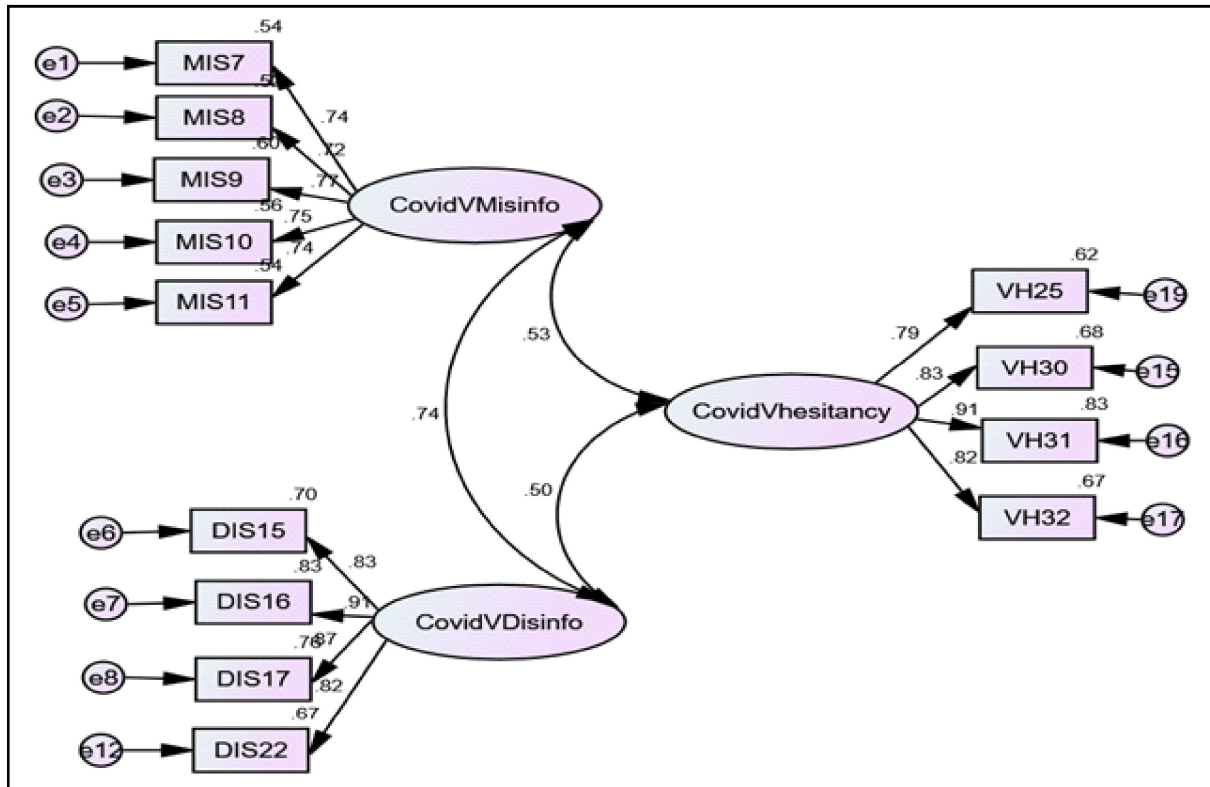 .54
e1
MIS7
.74
e2
MIS8
.60
.72
e3
MIS9
.77
.56
e4
MIS10
.75
.54
e5
MIS11
.74
CovidVMisinfo
.53
.74
.50
CovidVhesitancy
.62
VH25
e19
.79
.68
VH30
e15
.83
.83
VH31
e16
.91
.67
VH32
e17
.82
.70
e6
DIS15
.83
.83
e7
DIS16
.91
.76
e8
DIS17
.87
.67
e12
DIS22
.82
CovidVDisinfo